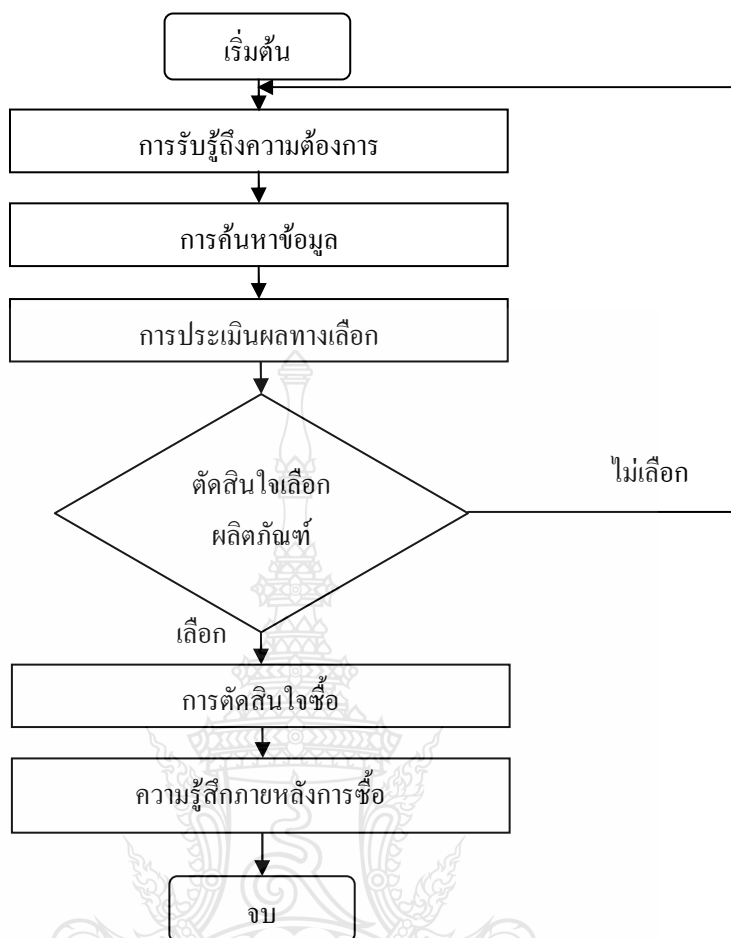 เริ่มต้น
การรับรู้ถึงความต้องการ
การค้นหาข้อมูล
การประเมินผลทางเลือก
ตัดสินใจเลือก
ผลิตภัณฑ์
ไม่เลือก
เลือก
การตัดสินใจซื้อ
ความรู้สึกภายหลังการซื้อ
จบ